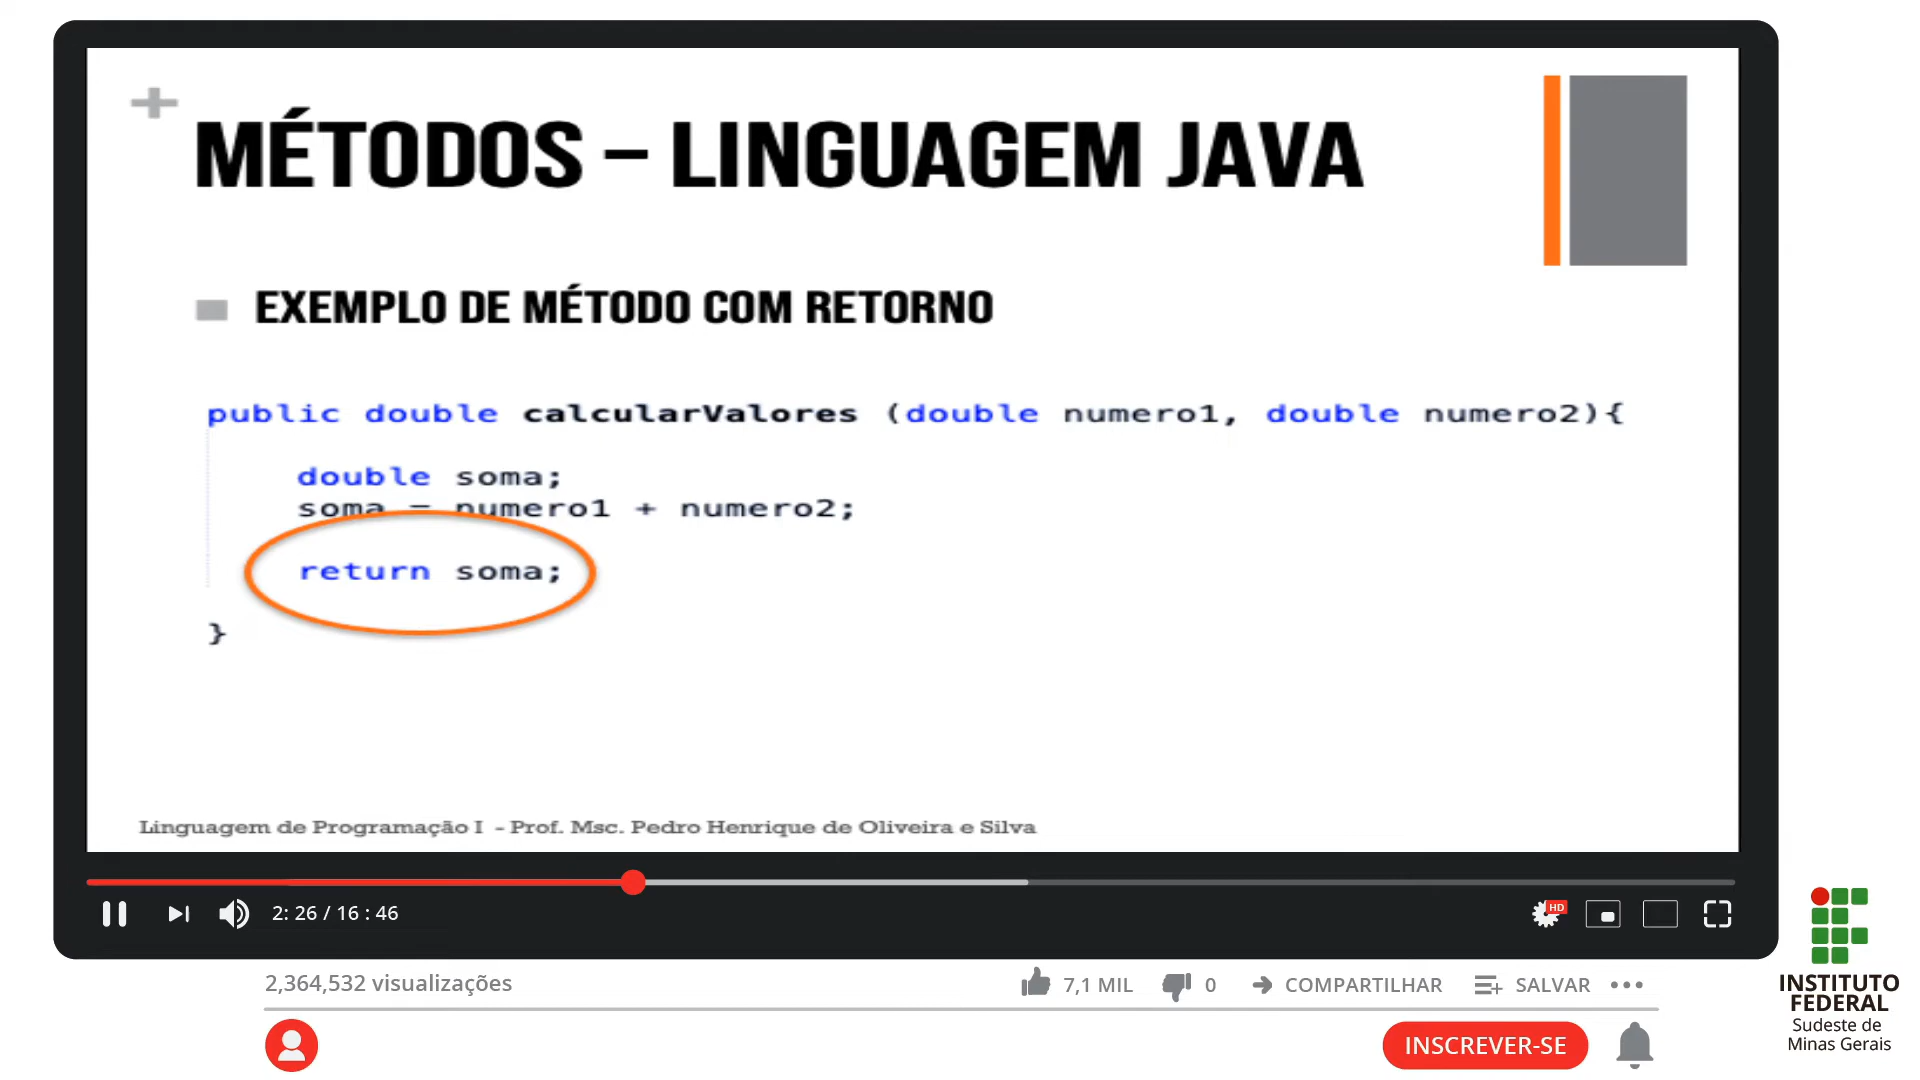 MÉTODOS – LINGUAGEM JAVA
EXEMPLO DE MÉTODO COM RETORNO
public double calcularValores (double numero1, double numero2){
double soma;
soma = numero1 + numero2;
return soma;
}
Linguagem de Programação I - Prof. Msc. Pedro Henrique de Oliveira e Silva
2: 26 / 16 : 46
HD
2,364,532 visualizações
7,1 MIL
0
COMPARTILHAR
SALVAR
INSCREVER-SE
INSTITUTO
FEDERAL
Sudeste de
Minas Gerais